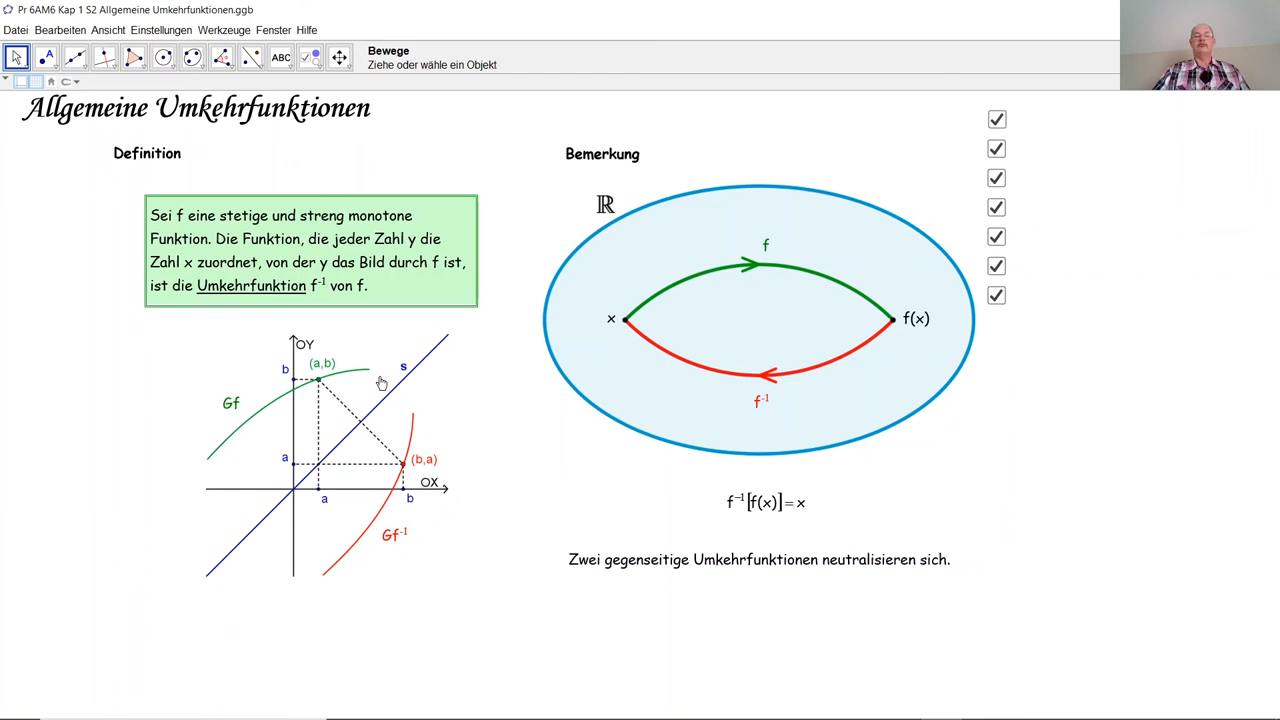 Pr 6AM6 Kap 1 S2 Allgemeine Umkehrfunktionen.ggb
Datei Bearbeiten Ansicht Einstellungen Werkzeuge Fenster Hilfe
A
ABC
Bewege
Ziehe oder wähle ein Objekt
Allgemeine Umkehrfunktionen
Definition
Sei f eine stetige und streng monotone
Funktion. Die Funktion, die jeder Zahl y die
Zahl x zuordnet, von der y das Bild durch f ist,
ist die Umkehrfunktion f⁻¹ von f.
OY
(a,b)
b
s
Gf
a
(b,a)
OX
a
b
Gf⁻¹
Bemerkung
ℝ
f
x
f(x)
f⁻¹
f⁻¹[f(x)]=x
Zwei gegenseitige Umkehrfunktionen neutralisieren sich.